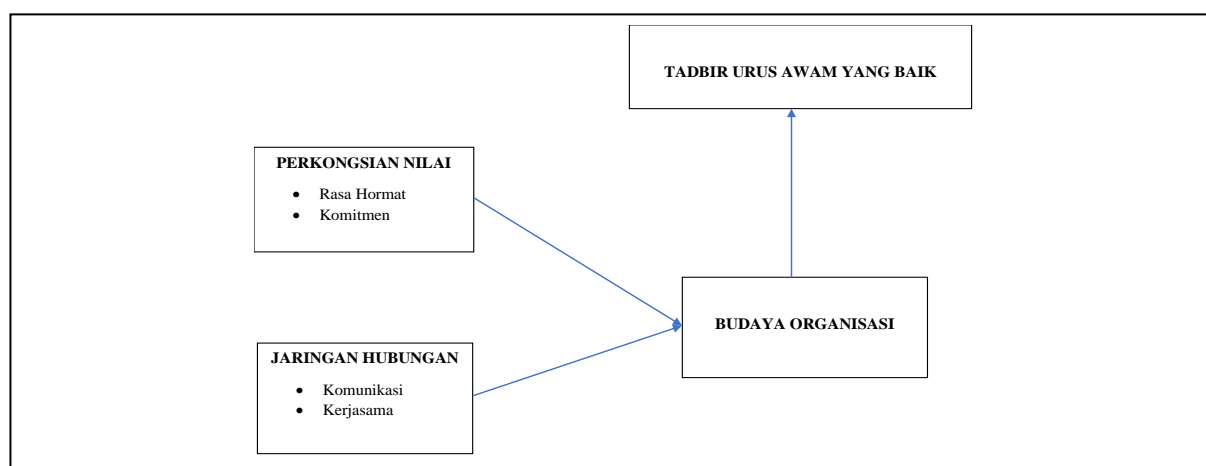 TADBIR URUS AWAM YANG BAIK
PERKONGSIAN NILAI
• Rasa Hormat
• Komitmen
BUDAYA ORGANISASI
JARINGAN HUBUNGAN
• Komunikasi
• Kerjasama